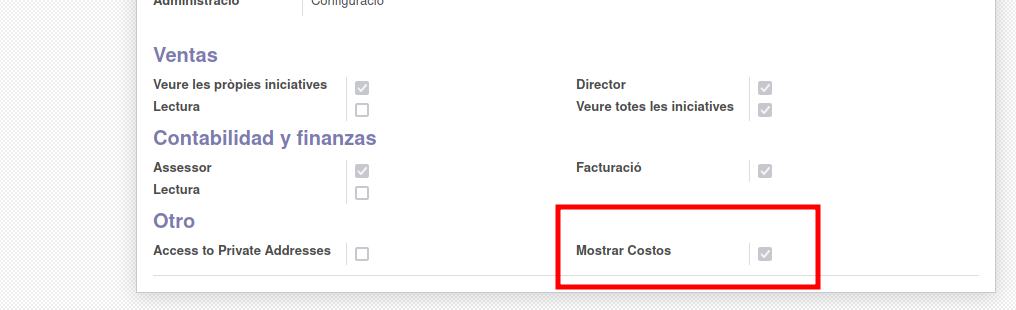 Administració Configuració
Ventas
Veure les pròpies iniciatives Director
Lectura Veure totes les iniciatives
Contabilidad y finanzas
Assessor Facturació
Lectura
Otro
Access to Private Addresses Mostrar Costos